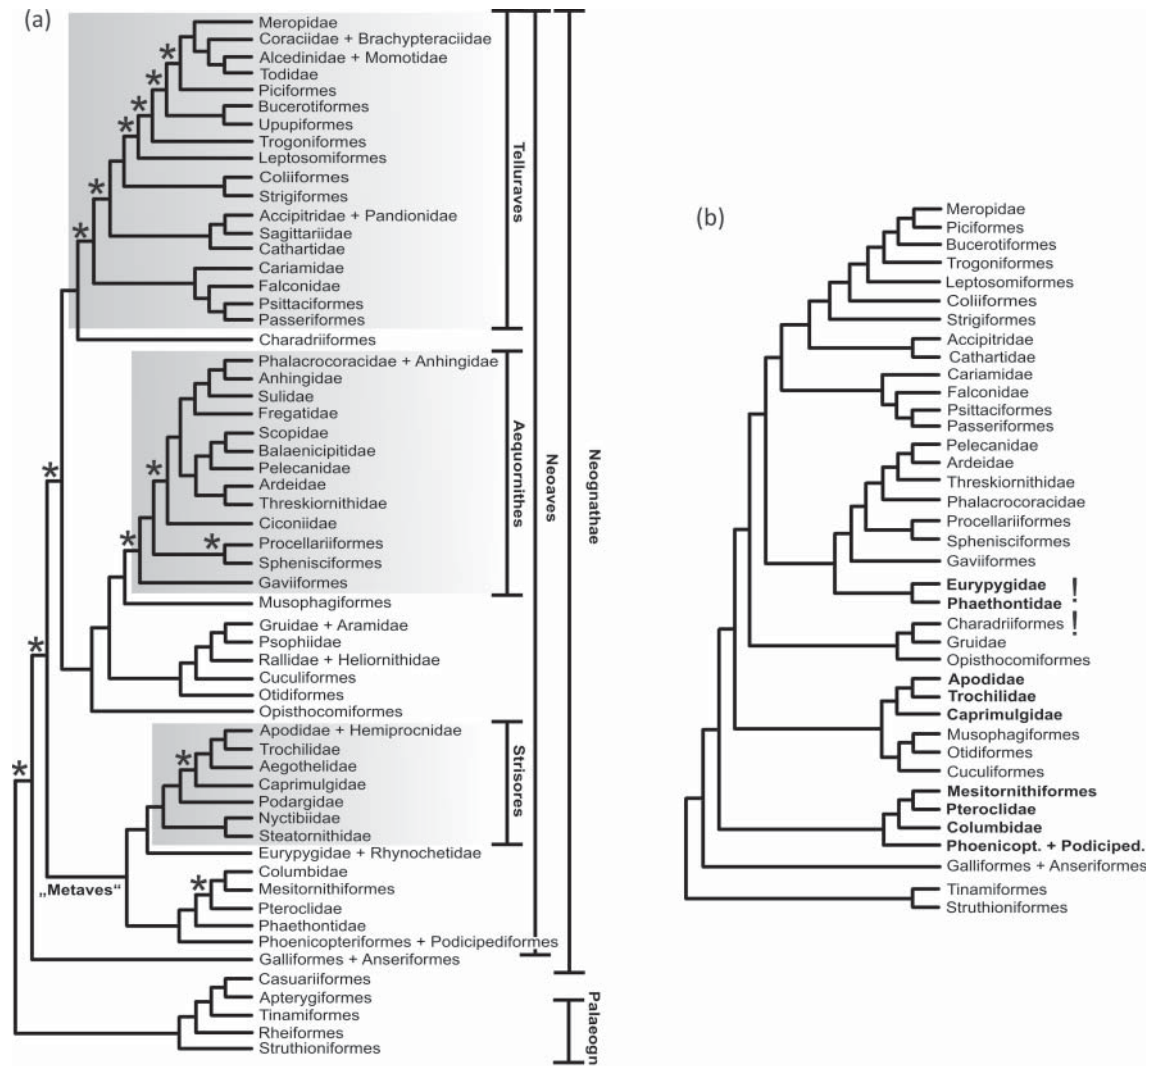 (a)
Meropidae
Coraciidae + Brachypteraciidae
Alcedinidae + Momotidae
Todidae
Piciformes
Bucerotiformes
Upupiformes
Trogoniformes
Leptosomiformes
Coliiformes
Strigiformes
Accipitridae + Pandionidae
Sagittariidae
Cathartidae
Cariamidae
Falconidae
Psittaciformes
Passeriformes
Charadriiformes
Phalacrocoracidae + Anhingidae
Anhingidae
Sulidae
Fregatidae
Scopidae
Balaenicipitidae
Pelecanidae
Ardeidae
Threskiornithidae
Ciconiidae
Procellariiformes
Sphenisciformes
Gaviiformes
Musophagiformes
Gruidae + Aramidae
Psophiidae
Rallidae + Heliornithidae
Cuculiformes
Otidiformes
Opisthocomiformes
Apodidae + Hemiprocnidae
Trochilidae
Aegothelidae
Caprimulgidae
Podargidae
Nyctibiidae
Steatornithidae
Eurypygidae + Rhynochetidae
Columbidae
Mesitornithiformes
Pteroclidae
Phaethontidae
Phoenicopteriformes + Podicipediformes
Galliformes + Anseriformes
Casuariiformes
Apterygiformes
Tinamiformes
Rheiformes
Struthioniformes
„Metaves“
Telluraves
Aequornithes
Strisores
Neoaves
Neognathae
Palaeogn
(b)
Meropidae
Piciformes
Bucerotiformes
Trogoniformes
Leptosomiformes
Coliiformes
Strigiformes
Accipitridae
Cathartidae
Cariamidae
Falconidae
Psittaciformes
Passeriformes
Pelecanidae
Ardeidae
Threskiornithidae
Phalacrocoracidae
Procellariiformes
Sphenisciformes
Gaviiformes
Eurypygidae !
Phaethontidae
Charadriiformes !
Gruidae
Opisthocomiformes
Apodidae
Trochilidae
Caprimulgidae
Musophagiformes
Otidiformes
Cuculiformes
Mesitornithiformes
Pteroclidae
Columbidae
Phoenicopt. + Podiciped.
Galliformes + Anseriformes
Tinamiformes
Struthioniformes